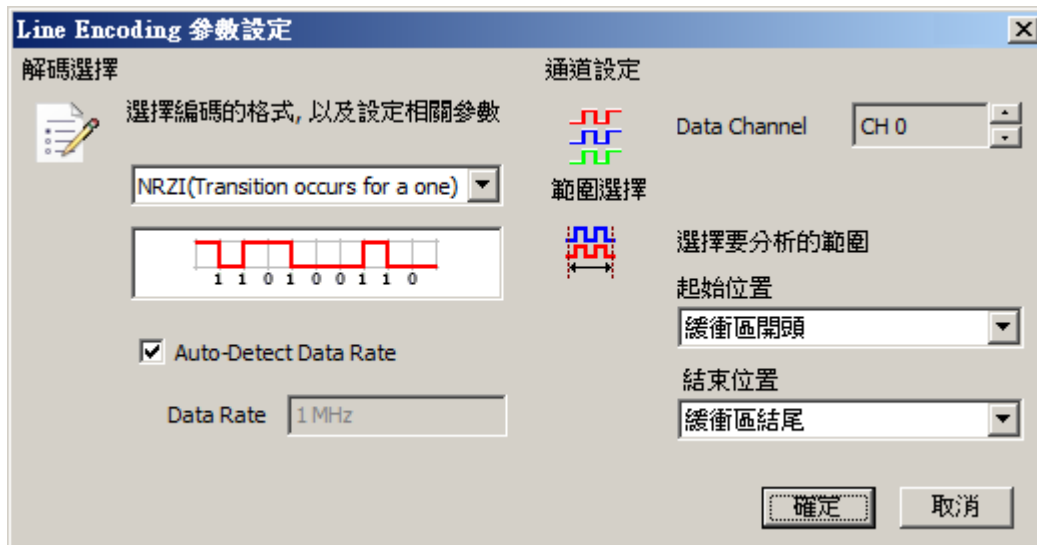 Line Encoding 參數設定
解碼選擇
選擇編碼的格式, 以及設定相關參數
NRZI(Transition occurs for a one)
1 1 0 1 0 0 1 1 0
Auto-Detect Data Rate
Data Rate 1 MHz
通道設定
Data Channel CH 0
範圍選擇
選擇要分析的範圍
起始位置
緩衝區開頭
結束位置
緩衝區結尾
確定 取消